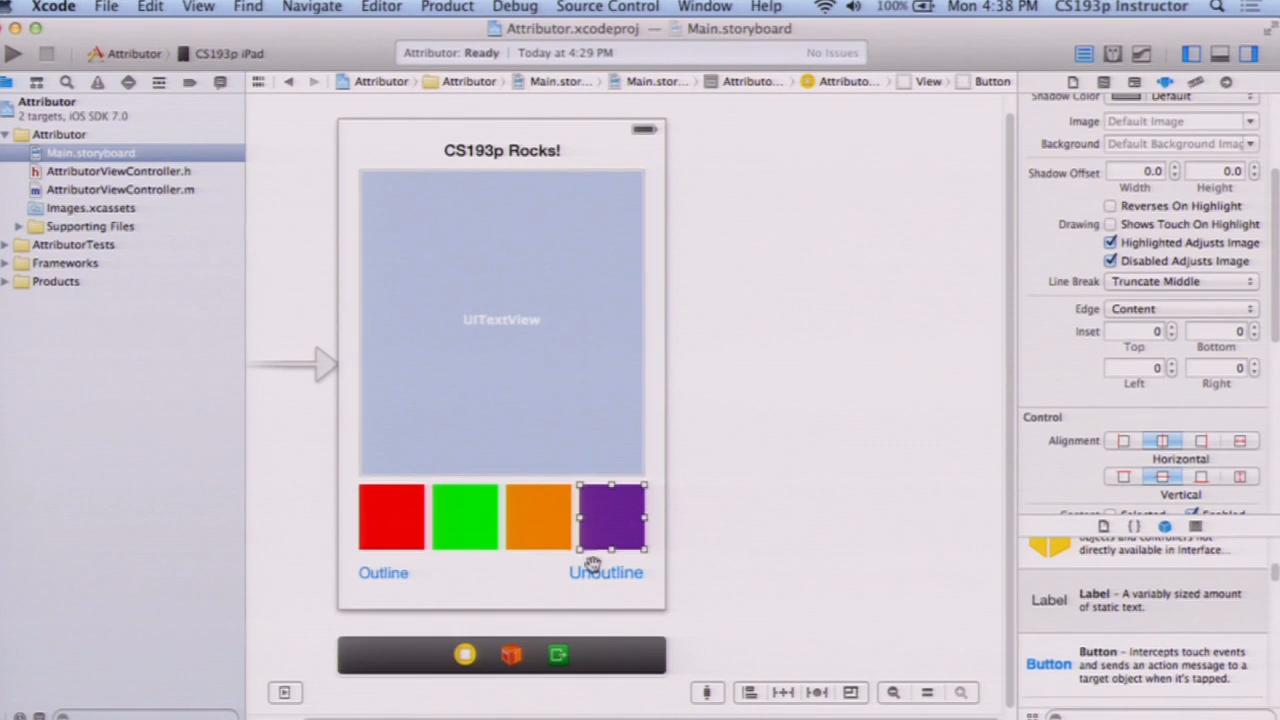 Xcode File Edit View Find Navigate Editor Product Debug Source Control Window Help 100% Mon 4:38 PM CS193p Instructor
Attributor.xcodeproj — Main.storyboard
Attributor CS193p iPad Attributor: Ready Today at 4:29 PM No Issues
Attributor Attributor Main.stor... Main.stor... Attributo... Attributo... View Button
Attributor
2 targets, iOS SDK 7.0
Attributor
Main.storyboard
AttributorViewController.h
AttributorViewController.m
Images.xcassets
Supporting Files
AttributorTests
Frameworks
Products
CS193p Rocks!
UITextView
Outline Unoutline
Shadow Color Default
Image Default Image
Background Default Background Imag
Shadow Offset 0.0 0.0
Width Height
Reverses On Highlight
Drawing Shows Touch On Highlight
Highlighted Adjusts Image
Disabled Adjusts Image
Line Break Truncate Middle
Edge Content
Inset 0 0
Top Bottom
0 0
Left Right
Control
Alignment
Horizontal
Vertical
Selected Enabled
objects and controllers not
directly available in Interface...
Label Label - A variably sized amount
of static text.
Button Button - Intercepts touch events
and sends an action message to a
target object when it's tapped.